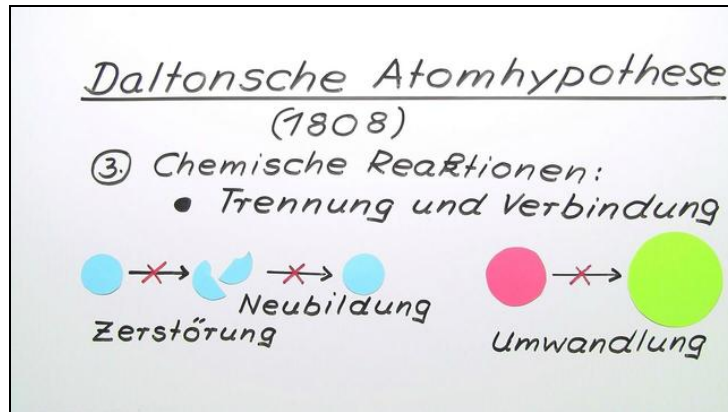 Daltonsche Atomhypothese
(1808)
3. Chemische Reaktionen:
• Trennung und Verbindung
Neubildung
Zerstörung
Umwandlung